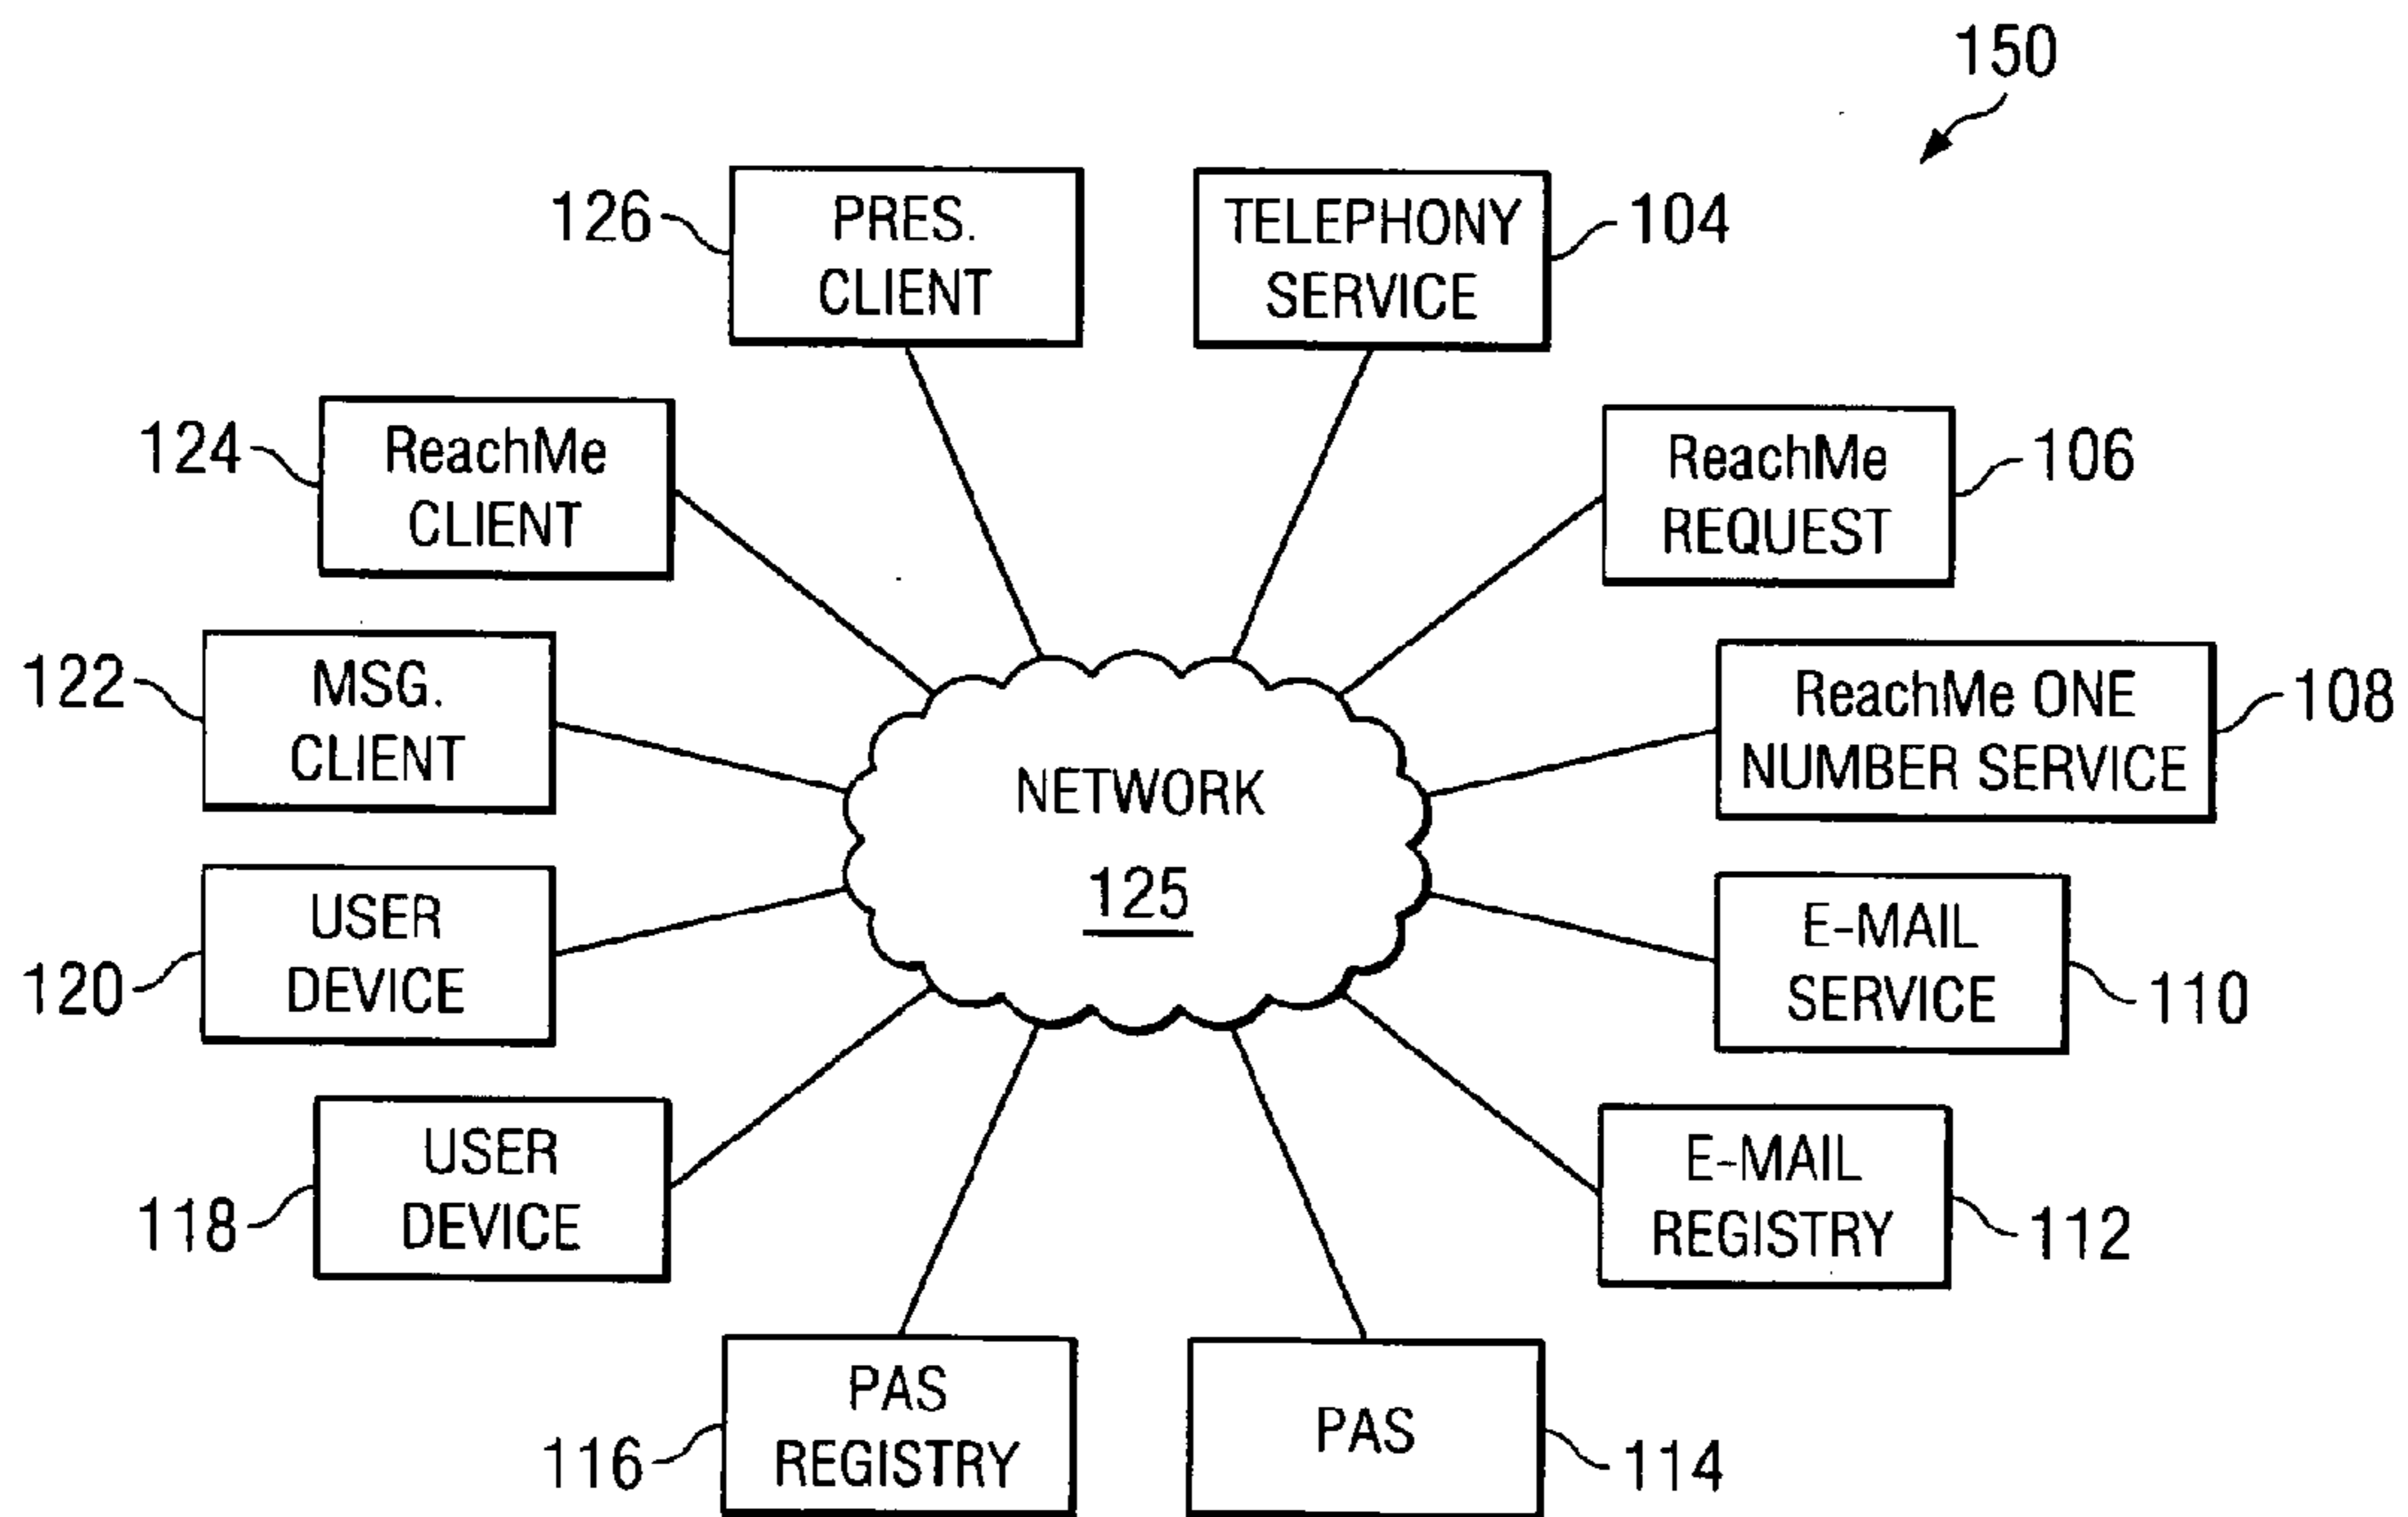 150
126
PRES.
CLIENT
TELEPHONY
SERVICE
104
124
ReachMe
CLIENT
ReachMe
REQUEST
106
122
MSG.
CLIENT
ReachMe ONE
NUMBER SERVICE
108
NETWORK
125
120
USER
DEVICE
E-MAIL
SERVICE
110
118
USER
DEVICE
E-MAIL
REGISTRY
112
116
PAS
REGISTRY
PAS
114